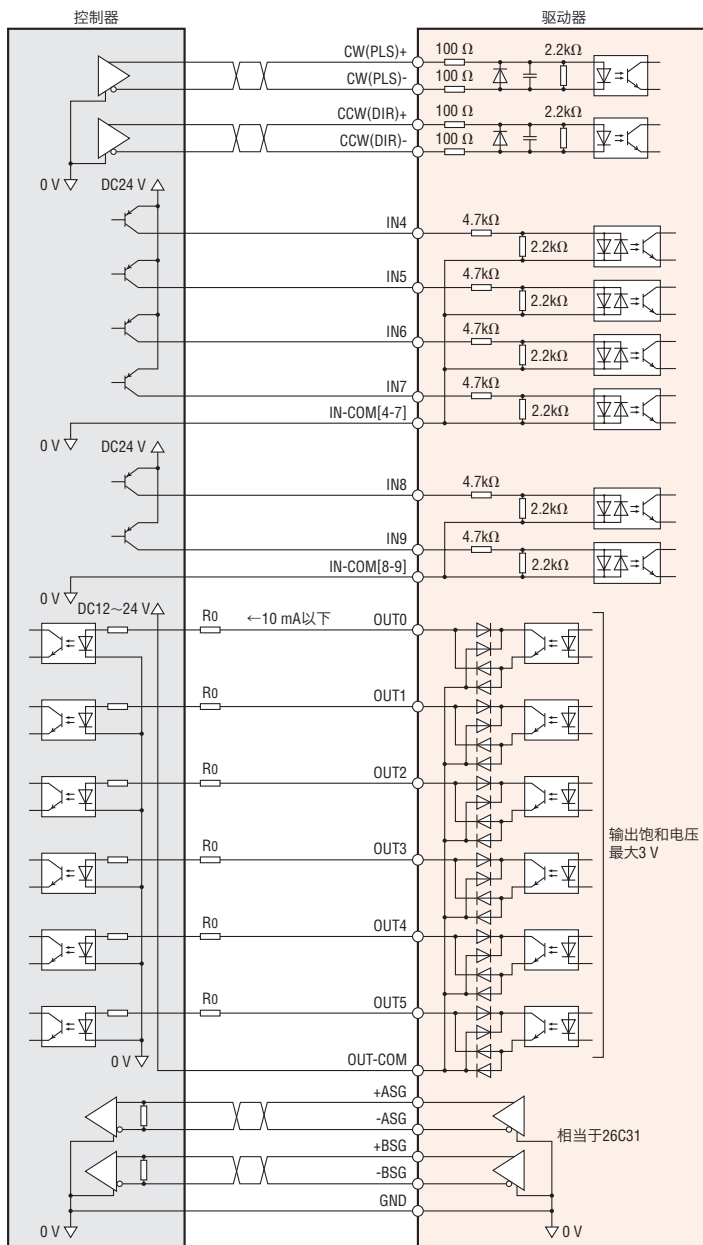 控制器
驱动器
CW(PLS)+
100 Ω
2.2kΩ
CW(PLS)-
100 Ω
CCW(DIR)+
100 Ω
2.2kΩ
CCW(DIR)-
100 Ω
0 V
DC24 V
IN4
4.7kΩ
2.2kΩ
IN5
4.7kΩ
2.2kΩ
IN6
4.7kΩ
2.2kΩ
IN7
4.7kΩ
IN-COM[4-7]
2.2kΩ
0 V
DC24 V
IN8
4.7kΩ
2.2kΩ
IN9
4.7kΩ
IN-COM[8-9]
2.2kΩ
0 V
DC12～24 V
R0
←10 mA以下
OUT0
R0
OUT1
R0
OUT2
R0
OUT3
输出饱和电压
最大3 V
R0
OUT4
R0
OUT5
0 V
OUT-COM
+ASG
-ASG
相当于26C31
+BSG
-BSG
GND
0 V
0 V